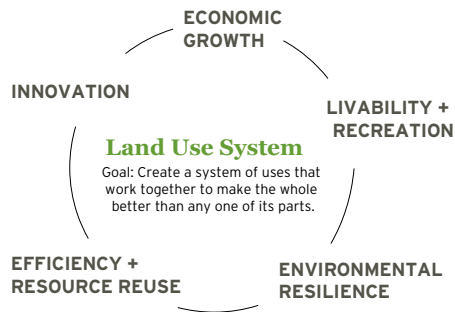 ECONOMIC
GROWTH
INNOVATION
LIVABILITY +
RECREATION
Land Use System
Goal: Create a system of uses that
work together to make the whole
better than any one of its parts.
EFFICIENCY +
RESOURCE REUSE
ENVIRONMENTAL
RESILIENCE